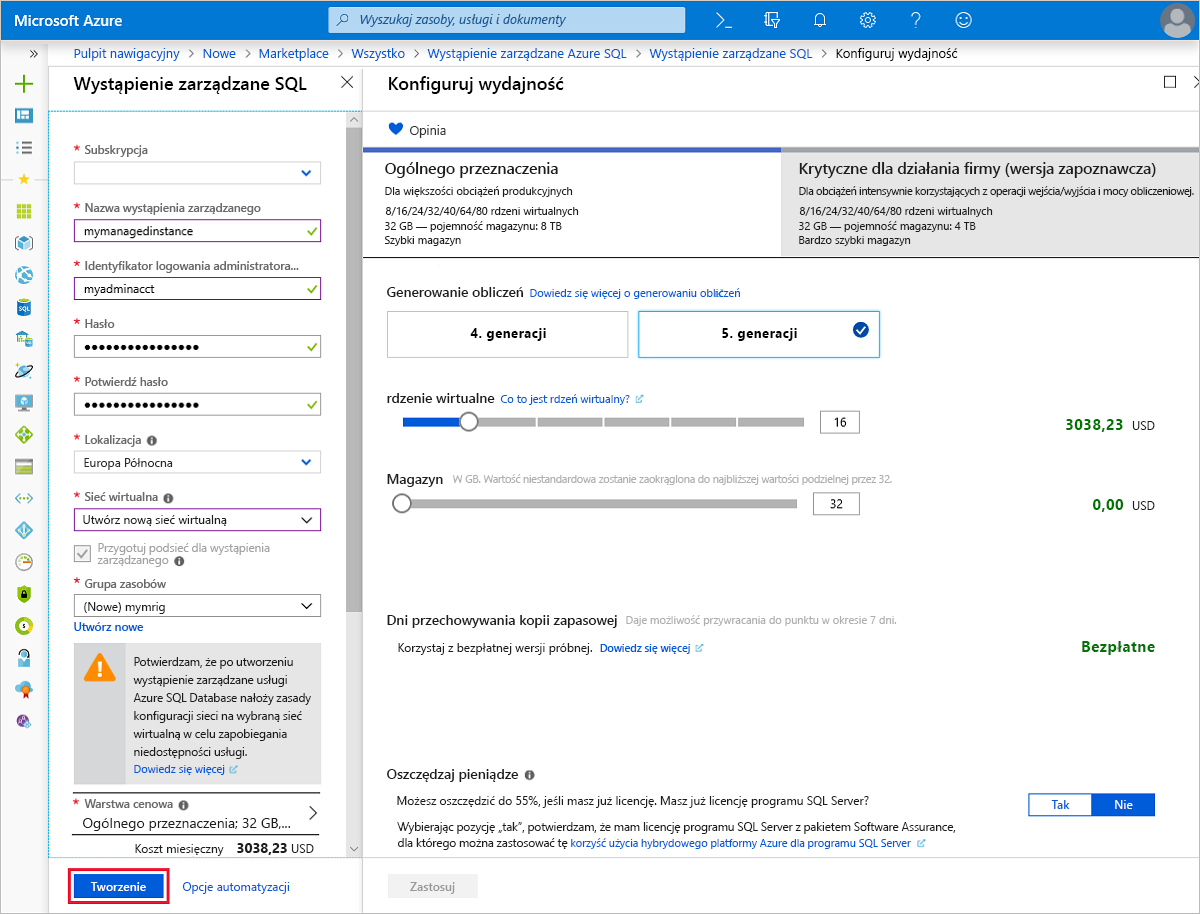 Microsoft Azure
Wyszukaj zasoby, usługi i dokumenty
Pulpit nawigacyjny > Nowe > Marketplace > Wszystko > Wystąpienie zarządzane Azure SQL > Wystąpienie zarządzane SQL > Konfiguruj wydajność
Wystąpienie zarządzane SQL
* Subskrypcja
* Nazwa wystąpienia zarządzanego
mymanagedinstance
* Identyfikator logowania administratora...
myadminacct
* Hasło
••••••••••••••••
* Potwierdź hasło
••••••••••••••••
* Lokalizacja
Europa Północna
* Sieć wirtualna
Utwórz nową sieć wirtualną
Przygotuj podsieć dla wystąpienia
zarządzanego
* Grupa zasobów
(Nowe) mymrig
Utwórz nowe
Potwierdzam, że po utworzeniu
wystąpienie zarządzane usługi
Azure SQL Database nałoży zasady
konfiguracji sieci na wybraną sieć
wirtualną w celu zapobiegania
niedostępności usługi.
Dowiedz się więcej
* Warstwa cenowa
Ogólnego przeznaczenia; 32 GB,...
Koszt miesięczny 3038,23 USD
Tworzenie
Opcje automatyzacji
Konfiguruj wydajność
Opinia
Ogólnego przeznaczenia
Dla większości obciążeń produkcyjnych
8/16/24/32/40/64/80 rdzeni wirtualnych
32 GB — pojemność magazynu: 8 TB
Szybki magazyn
Krytyczne dla działania firmy (wersja zapoznawcza)
Dla obciążeń intensywnie korzystających z operacji wejścia/wyjścia i mocy obliczeniowej.
8/16/24/32/40/64/80 rdzeni wirtualnych
32 GB — pojemność magazynu: 4 TB
Bardzo szybki magazyn
Generowanie obliczeń Dowiedz się więcej o generowaniu obliczeń
4. generacji
5. generacji
rdzenie wirtualne Co to jest rdzeń wirtualny?
16
3038,23 USD
Magazyn W GB. Wartość niestandardowa zostanie zaokrąglona do najbliższej wartości podzielnej przez 32.
32
0,00 USD
Dni przechowywania kopii zapasowej Daje możliwość przywracania do punktu w okresie 7 dni.
Korzystaj z bezpłatnej wersji próbnej. Dowiedz się więcej
Bezpłatne
Oszczędzaj pieniądze
Możesz oszczędzić do 55%, jeśli masz już licencję. Masz już licencję programu SQL Server?
Tak
Nie
Wybierając pozycję „tak”, potwierdzam, że mam licencję programu SQL Server z pakietem Software Assurance,
dla którego można zastosować tę korzyść użycia hybrydowego platformy Azure dla programu SQL Server
Zastosuj